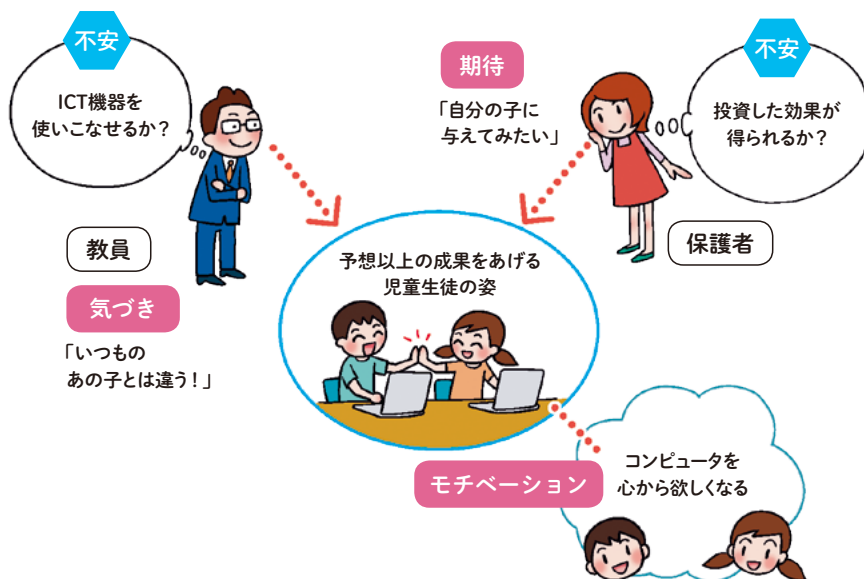 不安
ICT機器を
使いこなせるか?
教員
気づき
「いつもの
あの子とは違う!」
期待
「自分の子に
与えてみたい」
不安
投資した効果が
得られるか?
保護者
予想以上の成果をあげる
児童生徒の姿
モチベーション
コンピュータを
心から欲しくなる